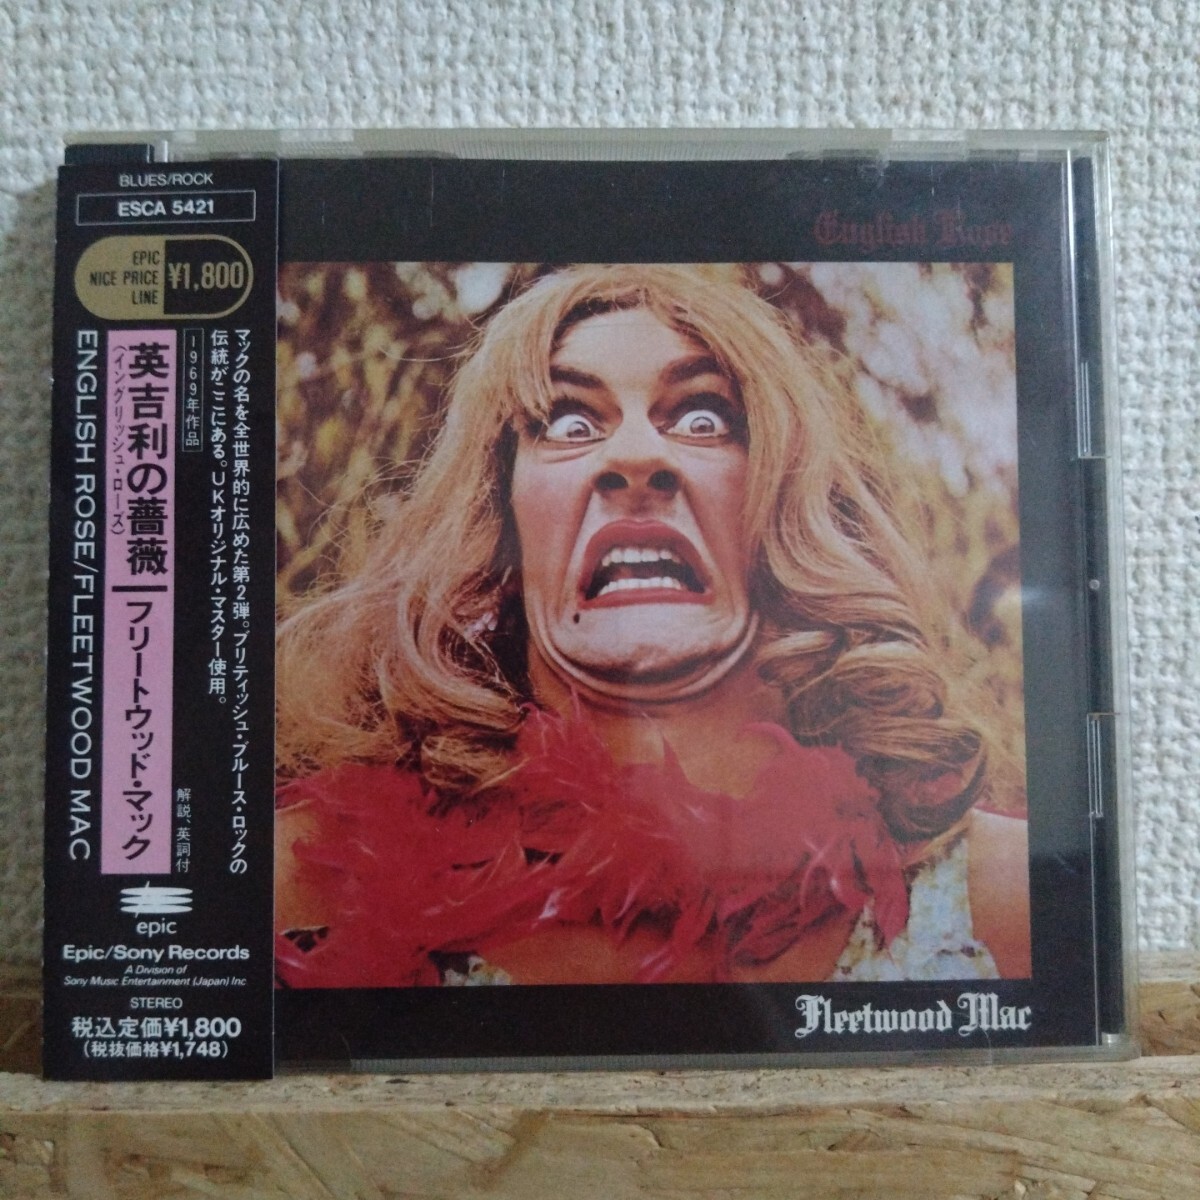 BLUES/ROCK
ESCA 5421
EPIC
NICE PRICE
LINE
¥1,800
マックの名を全世界的に広めた第2弾。ブリティッシュ・ブルース・ロックの
伝統がここにある。UKオリジナル・マスター使用。
1969年作品
解説、英詞付
英吉利の薔薇 フリートウッド・マック
(イングリッシュ・ローズ)
ENGLISH ROSE/FLEETWOOD MAC
epic
Epic/Sony Records
A Division of
Sony Music Entertainment (Japan) Inc
STEREO
税込定価¥1,800
(税抜価格¥1,748)
English Rose
Fleetwood Mac